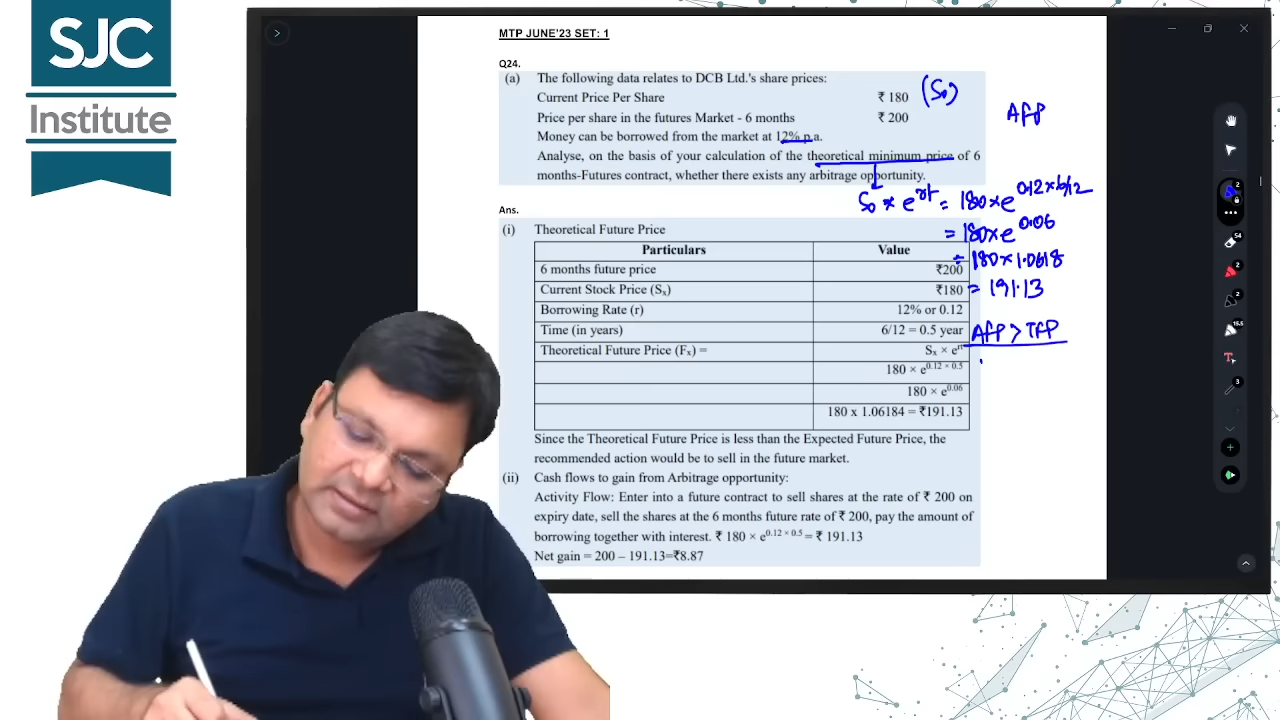 SJC
Institute
MTP JUNE'23 SET: 1
Q24.
(a) The following data relates to DCB Ltd.'s share prices:
Current Price Per Share ₹ 180 (S₀)
Price per share in the futures Market - 6 months ₹ 200
AFP
Money can be borrowed from the market at 12% p.a.
Analyse, on the basis of your calculation of the theoretical minimum price of 6
months-Futures contract, whether there exists any arbitrage opportunity.
S₀ × e^rt = 180 × e^0.12×6/12
= 180 × e^0.06
= 180 × 1.0618
= 191.13
AFP > TFP
Ans.
(i) Theoretical Future Price
Particulars Value
6 months future price ₹200
Current Stock Price (Sₓ) ₹180
Borrowing Rate (r) 12% or 0.12
Time (in years) 6/12 = 0.5 year
Theoretical Future Price (Fₓ) = Sₓ × e^rt
180 × e^0.12 × 0.5
180 × e^0.06
180 x 1.06184 = ₹191.13
Since the Theoretical Future Price is less than the Expected Future Price, the
recommended action would be to sell in the future market.
(ii) Cash flows to gain from Arbitrage opportunity:
Activity Flow: Enter into a future contract to sell shares at the rate of ₹ 200 on
expiry date, sell the shares at the 6 months future rate of ₹ 200, pay the amount of
borrowing together with interest. ₹ 180 × e^0.12 × 0.5 = ₹ 191.13
Net gain = 200 – 191.13=₹8.87